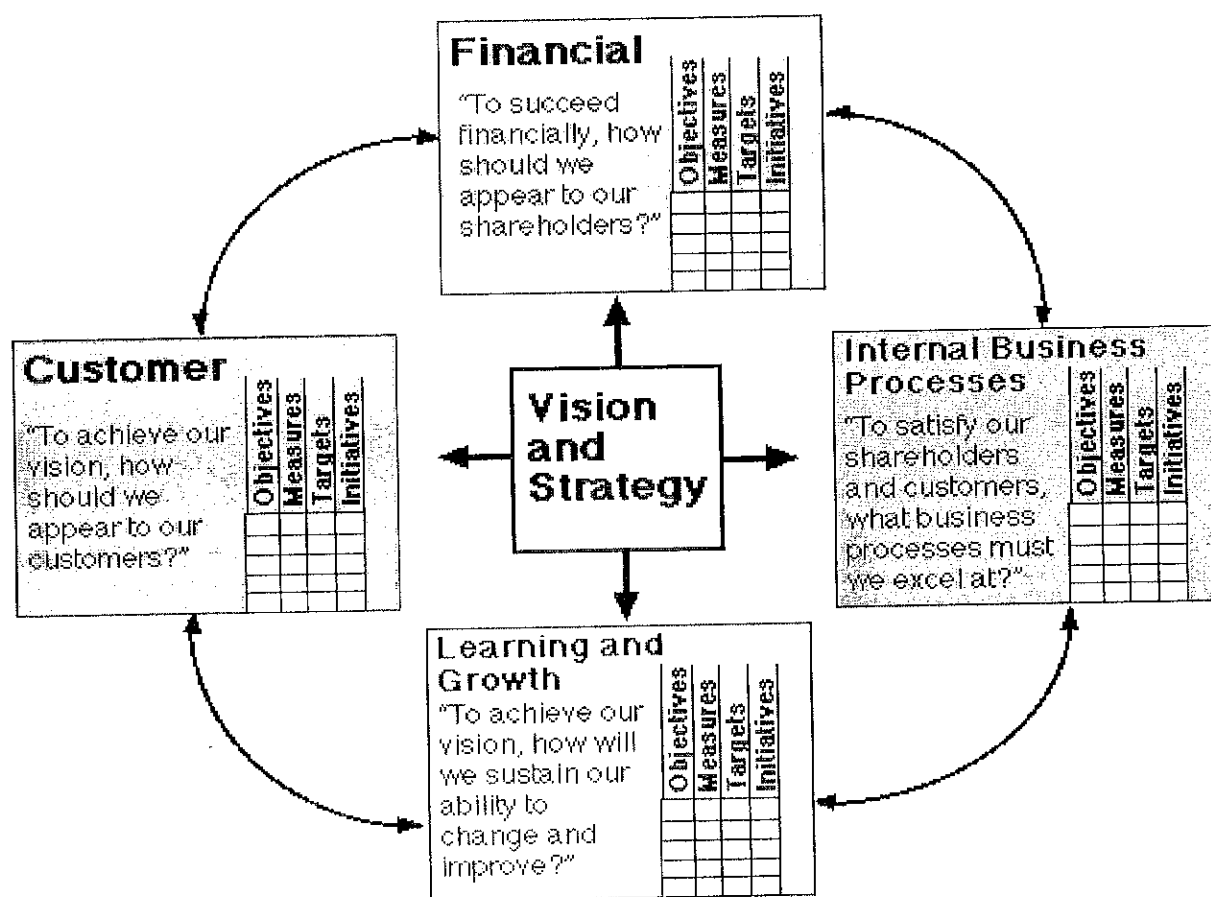 Financial
"To succeed
financially, how
should we
appear to our
shareholders?"
Objectives
Measures
Targets
Initiatives
Customer
"To achieve our
vision, how
should we
appear to our
customers?"
Objectives
Measures
Targets
Initiatives
Vision
and
Strategy
Internal Business
Processes
"To satisfy our
shareholders
and customers,
what business
processes must
we excel at?"
Objectives
Measures
Targets
Initiatives
Learning and
Growth
"To achieve our
vision, how will
we sustain our
ability to
change and
improve?"
Objectives
Measures
Targets
Initiatives